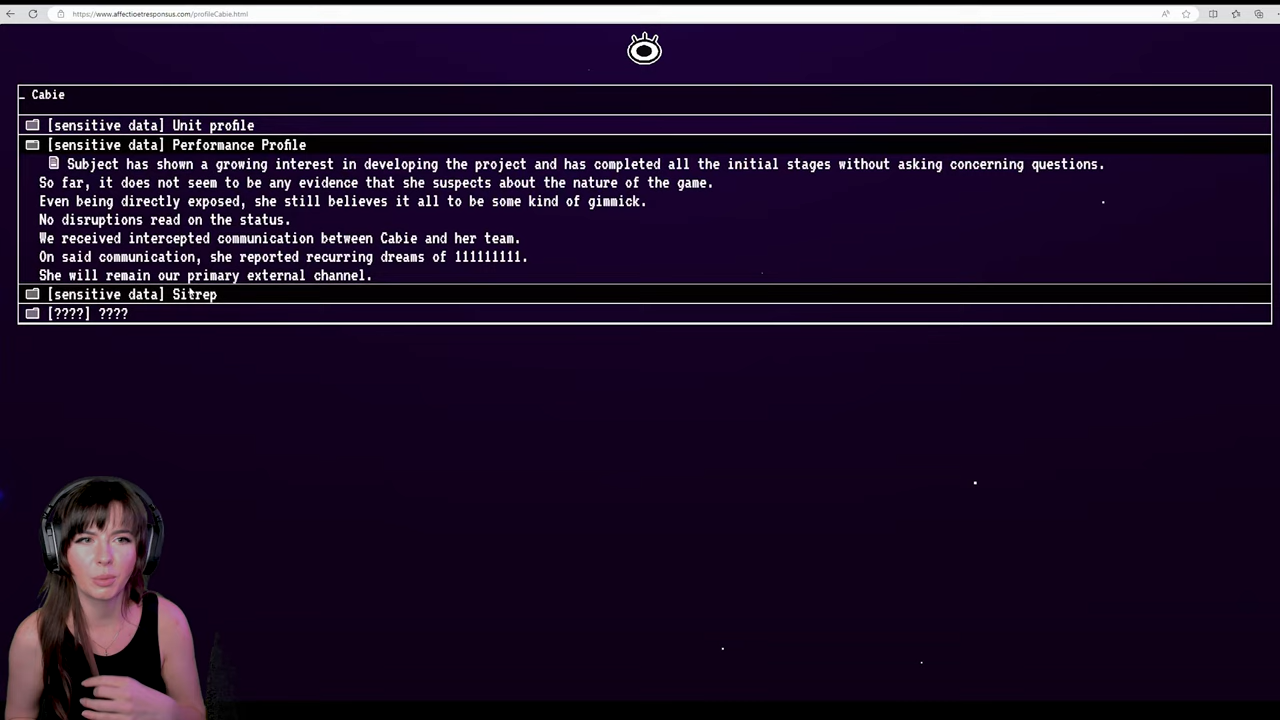 https://www.affectioetresponsus.com/profileCabie.html
_ Cabie
[sensitive data] Unit profile
[sensitive data] Performance Profile
Subject has shown a growing interest in developing the project and has completed all the initial stages without asking concerning questions.
So far, it does not seem to be any evidence that she suspects about the nature of the game.
Even being directly exposed, she still believes it all to be some kind of gimmick.
No disruptions read on the status.
We received intercepted communication between Cabie and her team.
On said communication, she reported recurring dreams of 111111111.
She will remain our primary external channel.
[sensitive data] Sitrep
[????] ????